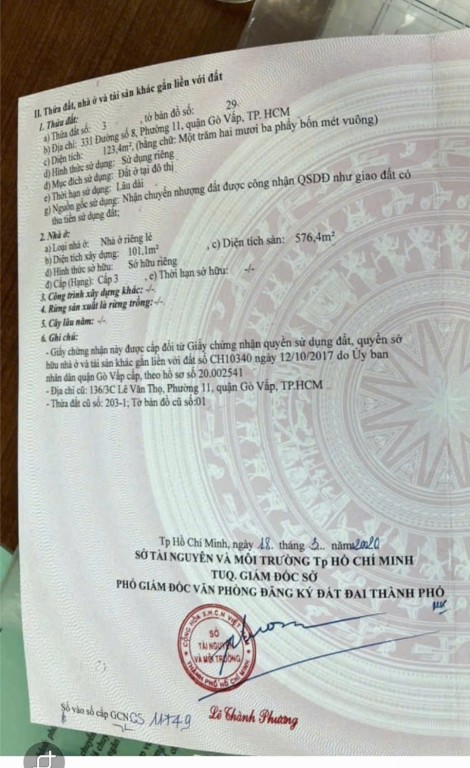 II. Thửa đất, nhà ở và tài sản khác gắn liền với đất
1. Thửa đất:
a) Thửa đất số: 3 , tờ bản đồ số: 29
b) Địa chỉ: 331 Đường số 8, Phường 11, quận Gò Vấp, TP. HCM
c) Diện tích: 123,4m², (bằng chữ: Một trăm hai mươi ba phẩy bốn mét vuông)
d) Hình thức sử dụng: Sử dụng riêng
đ) Mục đích sử dụng: Đất ở tại đô thị
e) Thời hạn sử dụng: Lâu dài
g) Nguồn gốc sử dụng: Nhận chuyển nhượng đất được công nhận QSDĐ như giao đất có
thu tiền sử dụng đất;
2. Nhà ở:
a) Loại nhà ở: Nhà ở riêng lẻ
b) Diện tích xây dựng: 101,1m² , c) Diện tích sàn: 576,4m²
d) Hình thức sở hữu: Sở hữu riêng
đ) Cấp (Hạng): Cấp 3 , e) Thời hạn sở hữu: -/-
3. Công trình xây dựng khác: -/-
4. Rừng sản xuất là rừng trồng: -/-
5. Cây lâu năm: -/-
6. Ghi chú:
- Giấy chứng nhận này được cấp đổi từ Giấy chứng nhận quyền sử dụng đất, quyền sở
hữu nhà ở và tài sản khác gắn liền với đất số CH10340 ngày 12/10/2017 do Ủy ban
nhân dân quận Gò Vấp cấp, theo hồ sơ số 20.002541
- Địa chỉ cũ: 136/3C Lê Văn Thọ, Phường 11, quận Gò Vấp, TP.HCM
- Thửa đất cũ số: 203-1; Tờ bản đồ cũ số:01
Tp Hồ Chí Minh, ngày 18. tháng 3.. năm 2020
SỞ TÀI NGUYÊN VÀ MÔI TRƯỜNG Tp HỒ CHÍ MINH
TUQ. GIÁM ĐỐC SỞ
PHÓ GIÁM ĐỐC VĂN PHÒNG ĐĂNG KÝ ĐẤT ĐAI THÀNH PHỐ
SỞ
TÀI NGUYÊN
VÀ MÔI TRƯỜNG
THÀNH PHỐ HỒ CHÍ MINH
Số vào sổ cấp GCN CS 11749
Lê Thành Phương